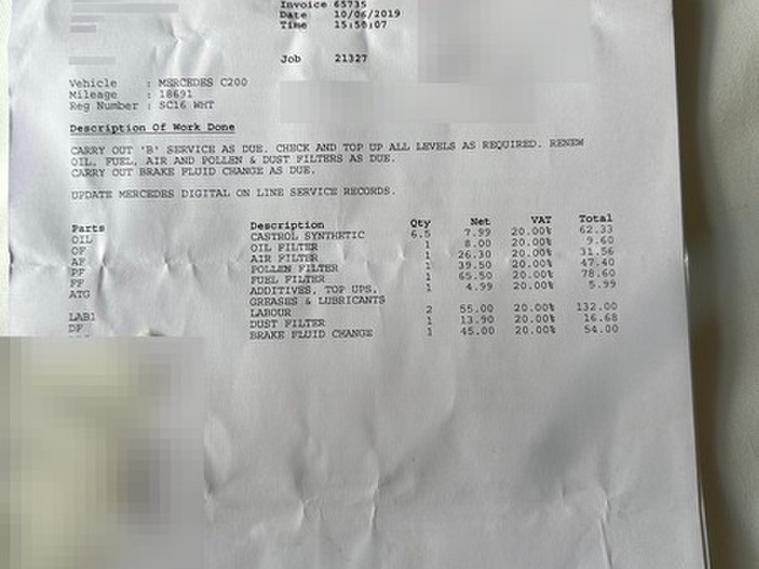 Invoice 65735
Date 10/06/2019
Time 15:50:07
Job 21327
Vehicle : MERCEDES C200
Mileage : 18691
Reg Number : SC16 WHT
Description Of Work Done
CARRY OUT 'B' SERVICE AS DUE. CHECK AND TOP UP ALL LEVELS AS REQUIRED. RENEW
OIL, FUEL, AIR AND POLLEN & DUST FILTERS AS DUE.
CARRY OUT BRAKE FLUID CHANGE AS DUE.
UPDATE MERCEDES DIGITAL ON LINE SERVICE RECORDS.
Parts Description Qty Net VAT Total
OIL CASTROL SYNTHETIC 6.5 7.99 20.00% 62.33
OF OIL FILTER 1 8.00 20.00% 9.60
AF AIR FILTER 1 26.30 20.00% 31.56
PF POLLEN FILTER 1 39.50 20.00% 47.40
FF FUEL FILTER 1 65.50 20.00% 78.60
ATG ADDITIVES, TOP UPS, 1 4.99 20.00% 5.99
GREASES & LUBRICANTS
LAB1 LABOUR 2 55.00 20.00% 132.00
DF DUST FILTER 1 13.90 20.00% 16.68
BRAKE FLUID CHANGE 1 45.00 20.00% 54.00